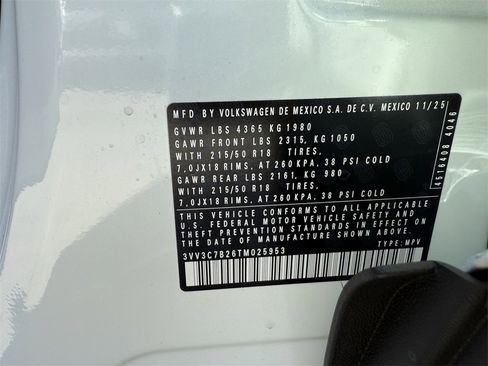 MFD BY VOLKSWAGEN DE MEXICO S.A. DE C.V. MEXICO 11/25
GVWR LBS 4365 KG 1980
GAWR FRONT LBS 2315, KG 1050
WITH 215/50 R18 TIRES.
7,0JX18 RIMS, AT 260 KPA, 38 PSI COLD
GAWR REAR LBS 2161, KG 980
WITH 215/50 R18 TIRES.
7,0JX18 RIMS, AT 260 KPA, 38 PSI COLD
THIS VEHICLE CONFORMS TO ALL APPLICABLE
U.S. FEDERAL MOTOR VEHICLE SAFETY AND
THEFT PREVENTION STANDARDS IN EFFECT ON
THE DATE OF MANUFACTURE SHOWN ABOVE.
3VV3C7B26TM025953
TYPE: MPV
4516408 4046